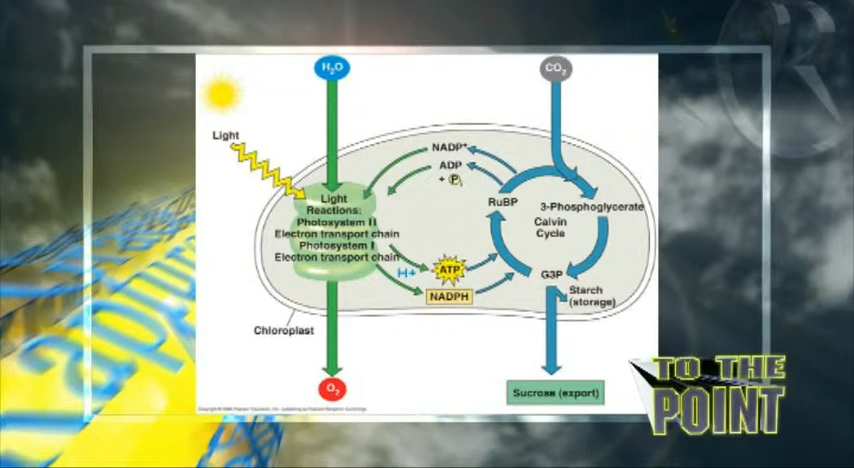 H₂O
CO₂
Light
NADP⁺
ADP
+ Pᵢ
Light
Reactions:
Photosystem II
Electron transport chain
Photosystem I
Electron transport chain
RuBP
3-Phosphoglycerate
Calvin
Cycle
H+
ATP
NADPH
G3P
Starch
(storage)
Chloroplast
O₂
Sucrose (export)
TO THE
POINT